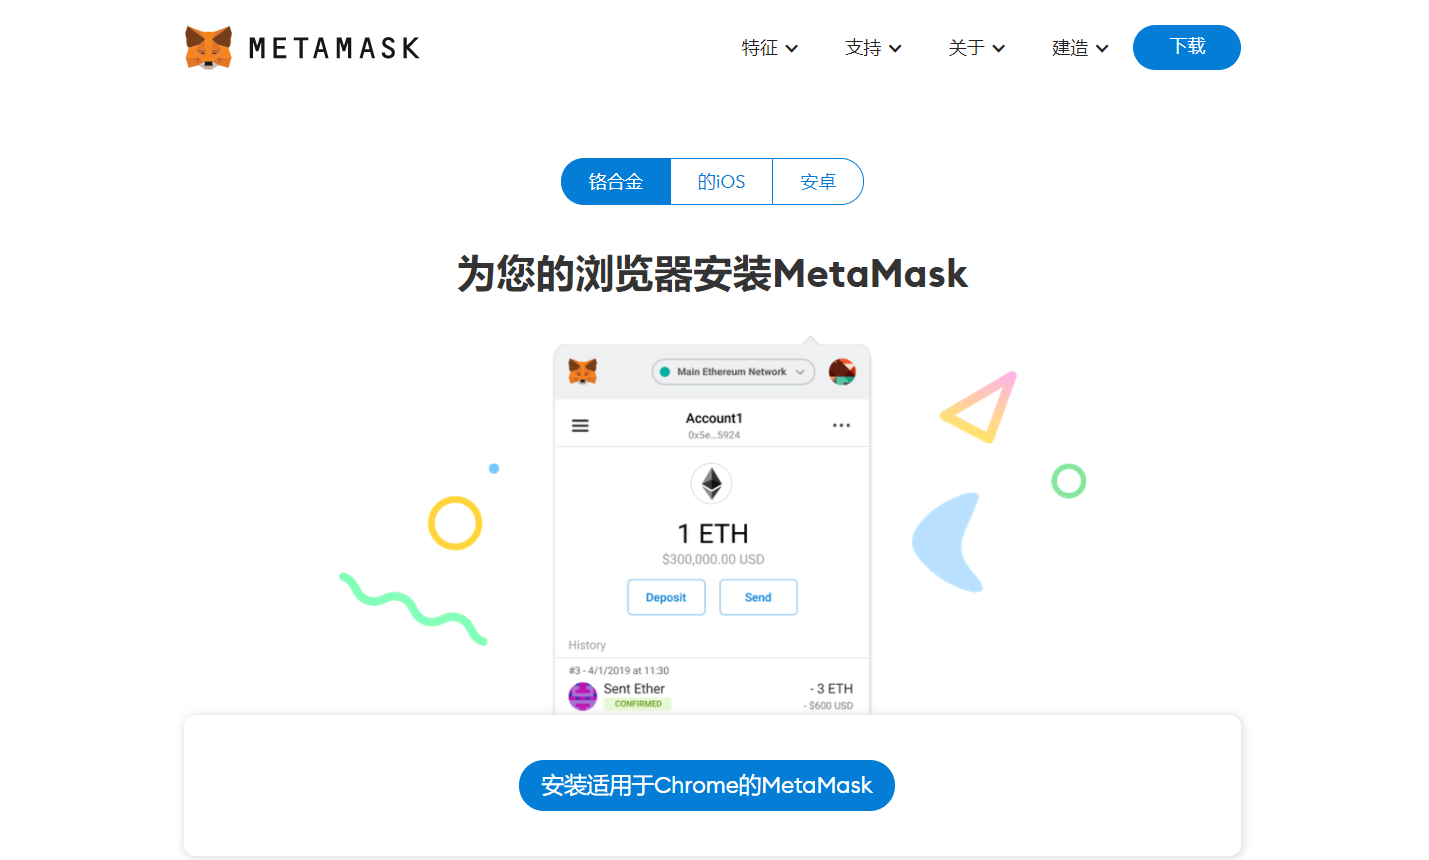 METAMASK
特征
支持
关于
建造
下载
铬合金
的iOS
安卓
为您的浏览器安装MetaMask
Main Ethereum Network
Account1
0x5e...5924
1 ETH
$300,000.00 USD
Deposit
Send
History
#3 - 4/1/2019 at 11:30
Sent Ether
- 3 ETH
CONFIRMED
- $600 USD
安装适用于Chrome的MetaMask